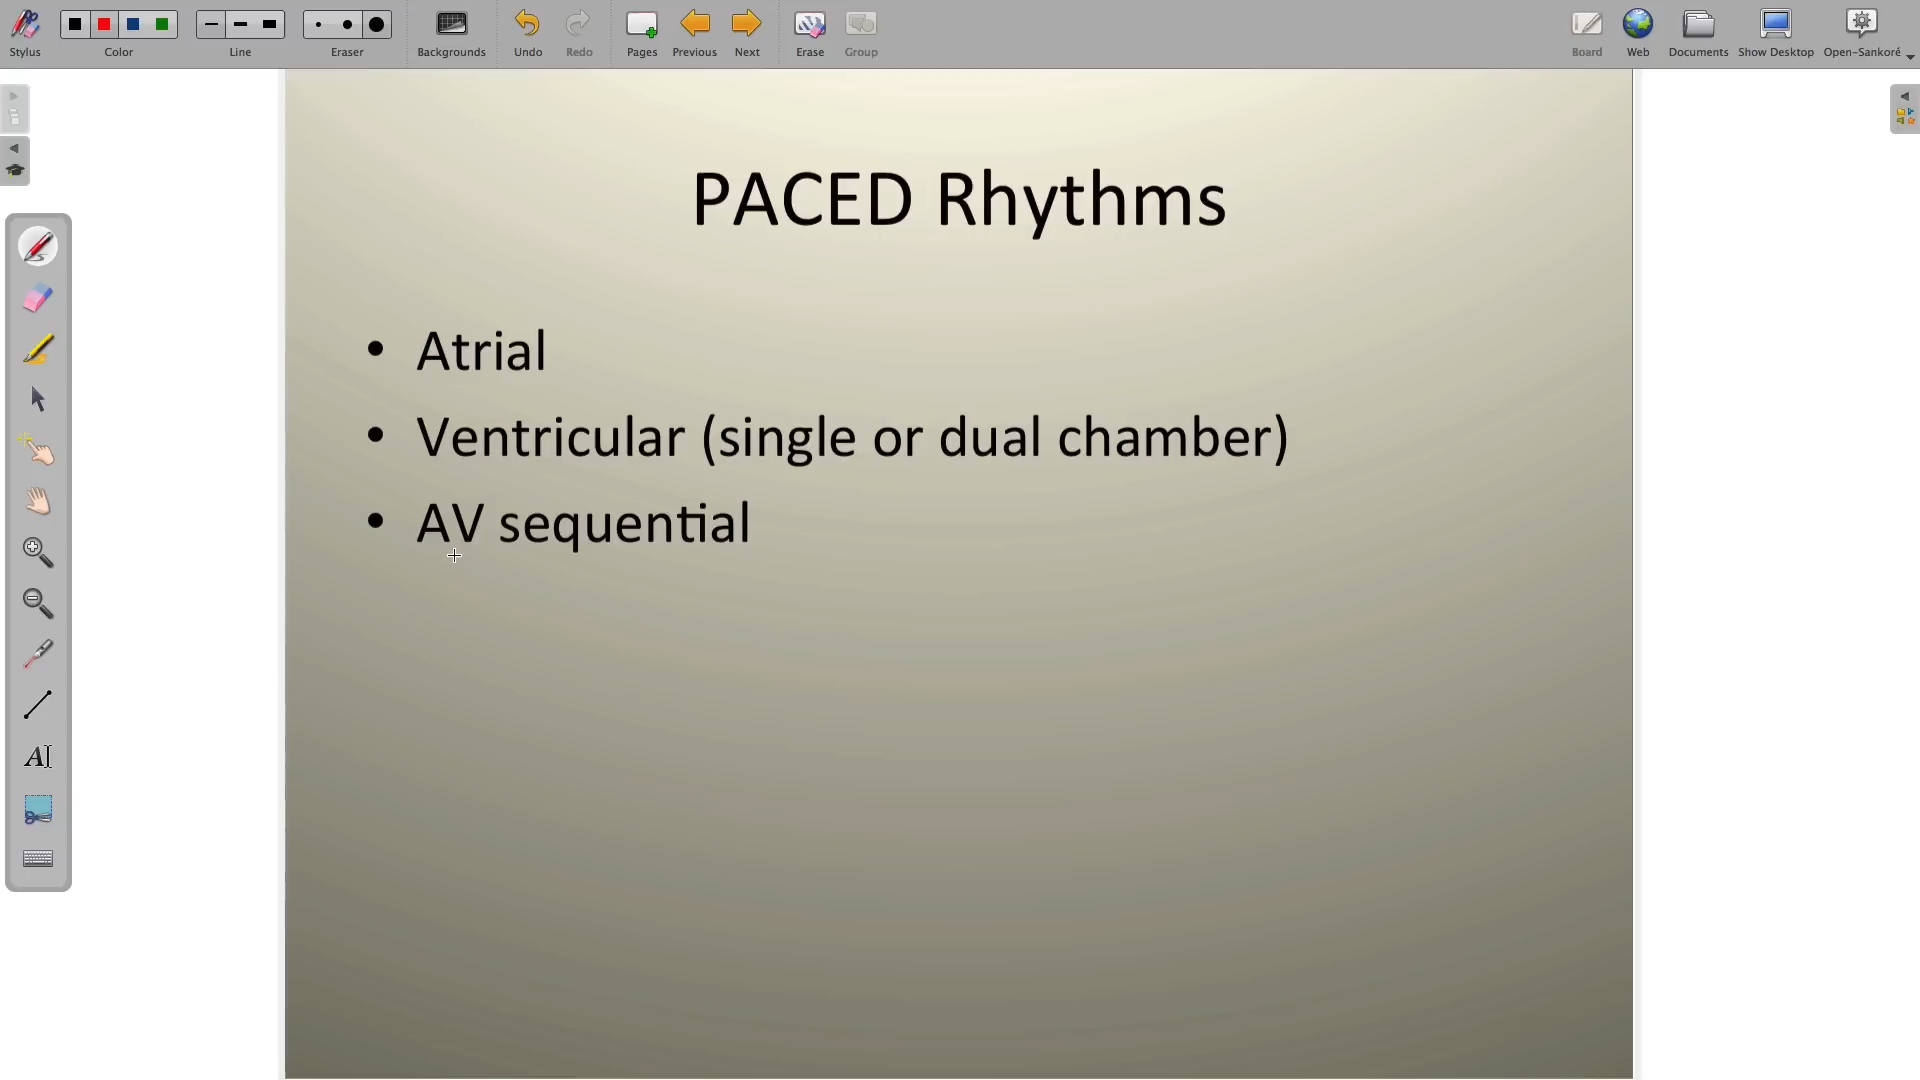 Stylus
Color
Line
Eraser
Backgrounds
Undo
Redo
Pages
Previous
Next
Erase
Group
Board
Web
Documents
Show Desktop
Open-Sankoré
PACED Rhythms
• Atrial
• Ventricular (single or dual chamber)
• AV sequential